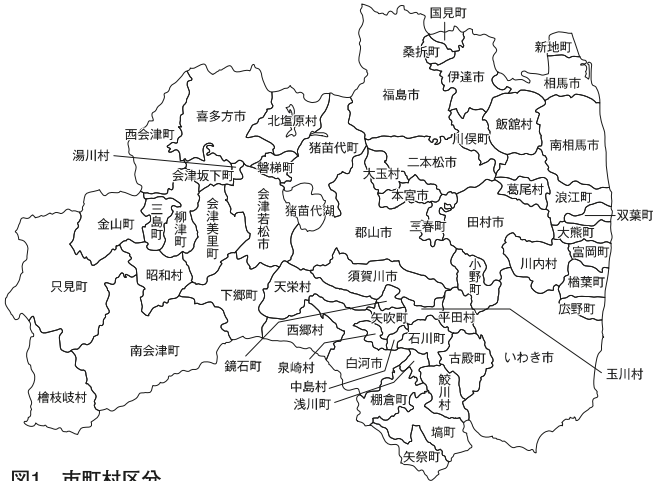 国見町
桑折町
新地町
伊達市
相馬市
福島市
喜多方市
北塩原村
飯舘村
川俣町
西会津町
猪苗代町
南相馬市
湯川村
磐梯町
二本松市
大玉村
会津坂下町
葛尾村
浪江町
本宮市
会津若松市
猪苗代湖
双葉町
三島町
柳津町
会津美里町
金山町
三春町
田村市
大熊町
郡山市
富岡町
川内村
小野町
昭和村
須賀川市
楢葉町
只見町
下郷町
天栄村
広野町
矢吹町
平田村
西郷村
石川町
南会津町
古殿町
いわき市
鏡石町
泉崎村
白河市
玉川村
中島村
鮫川村
檜枝岐村
浅川町
棚倉町
塙町
矢祭町
図1 市町村区分